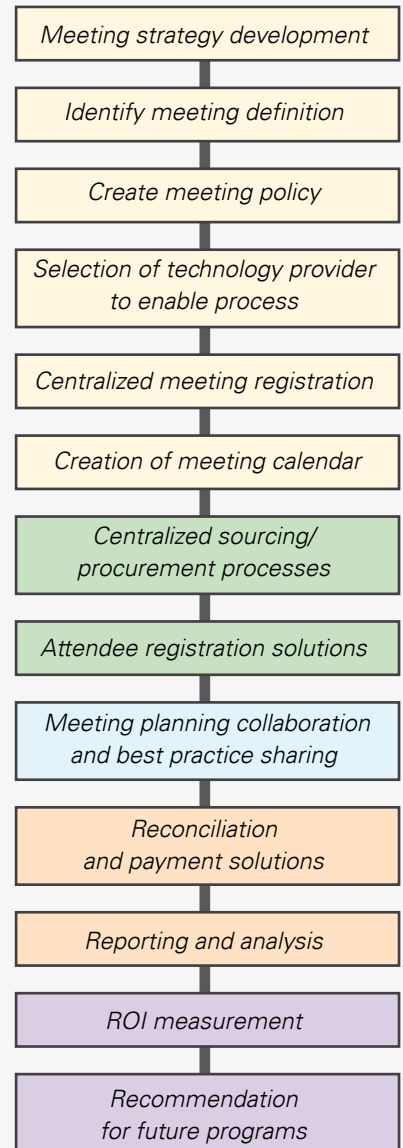 Meeting strategy development
Identify meeting definition
Create meeting policy
Selection of technology provider
to enable process
Centralized meeting registration
Creation of meeting calendar
Centralized sourcing/
procurement processes
Attendee registration solutions
Meeting planning collaboration
and best practice sharing
Reconciliation
and payment solutions
Reporting and analysis
ROI measurement
Recommendation
for future programs